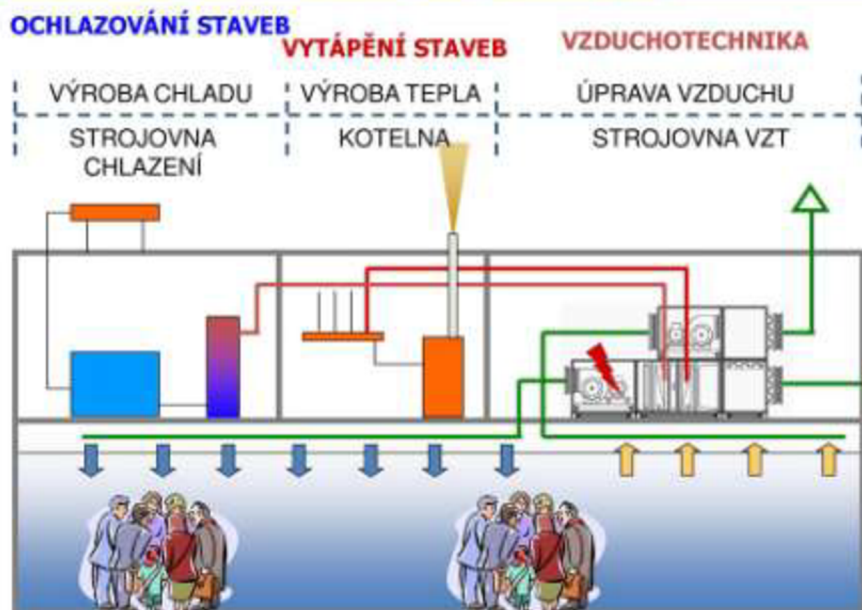 OCHLAZOVÁNÍ STAVEB
VYTÁPĚNÍ STAVEB
VZDUCHOTECHNIKA
VÝROBA CHLADU
VÝROBA TEPLA
ÚPRAVA VZDUCHU
STROJOVNA
CHLAZENÍ
KOTELNA
STROJOVNA VZT